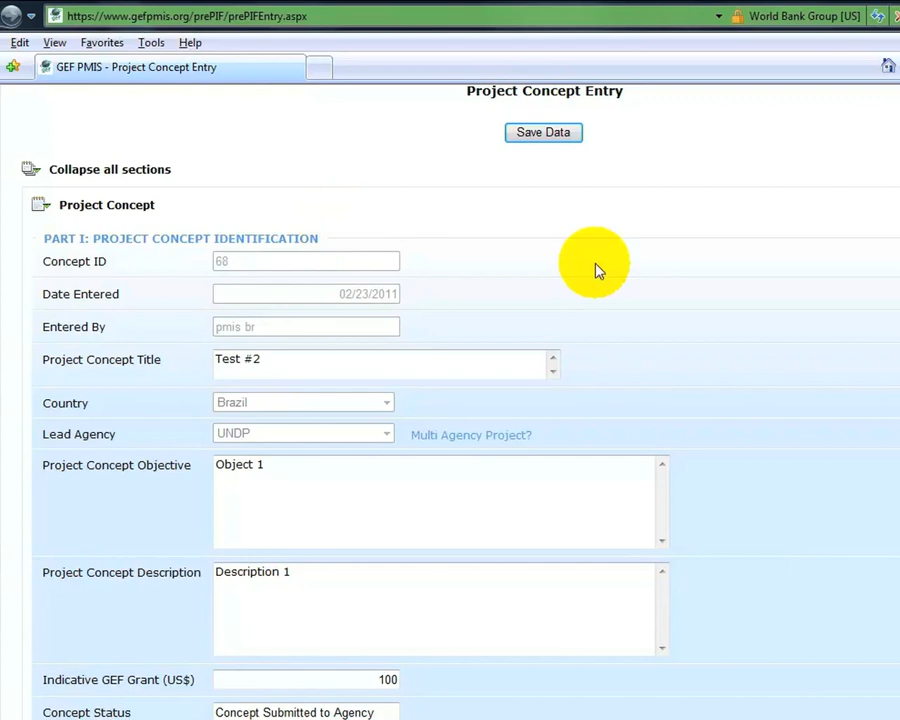 https://www.gefpmis.org/prePIF/prePIFEntry.aspx
World Bank Group [US]
Edit View Favorites Tools Help
GEF PMIS - Project Concept Entry
Project Concept Entry
Save Data
Collapse all sections
Project Concept
PART I: PROJECT CONCEPT IDENTIFICATION
Concept ID 68
Date Entered 02/23/2011
Entered By pmis br
Project Concept Title Test #2
Country Brazil
Lead Agency UNDP Multi Agency Project?
Project Concept Objective Object 1
Project Concept Description Description 1
Indicative GEF Grant (US$) 100
Concept Status Concept Submitted to Agency